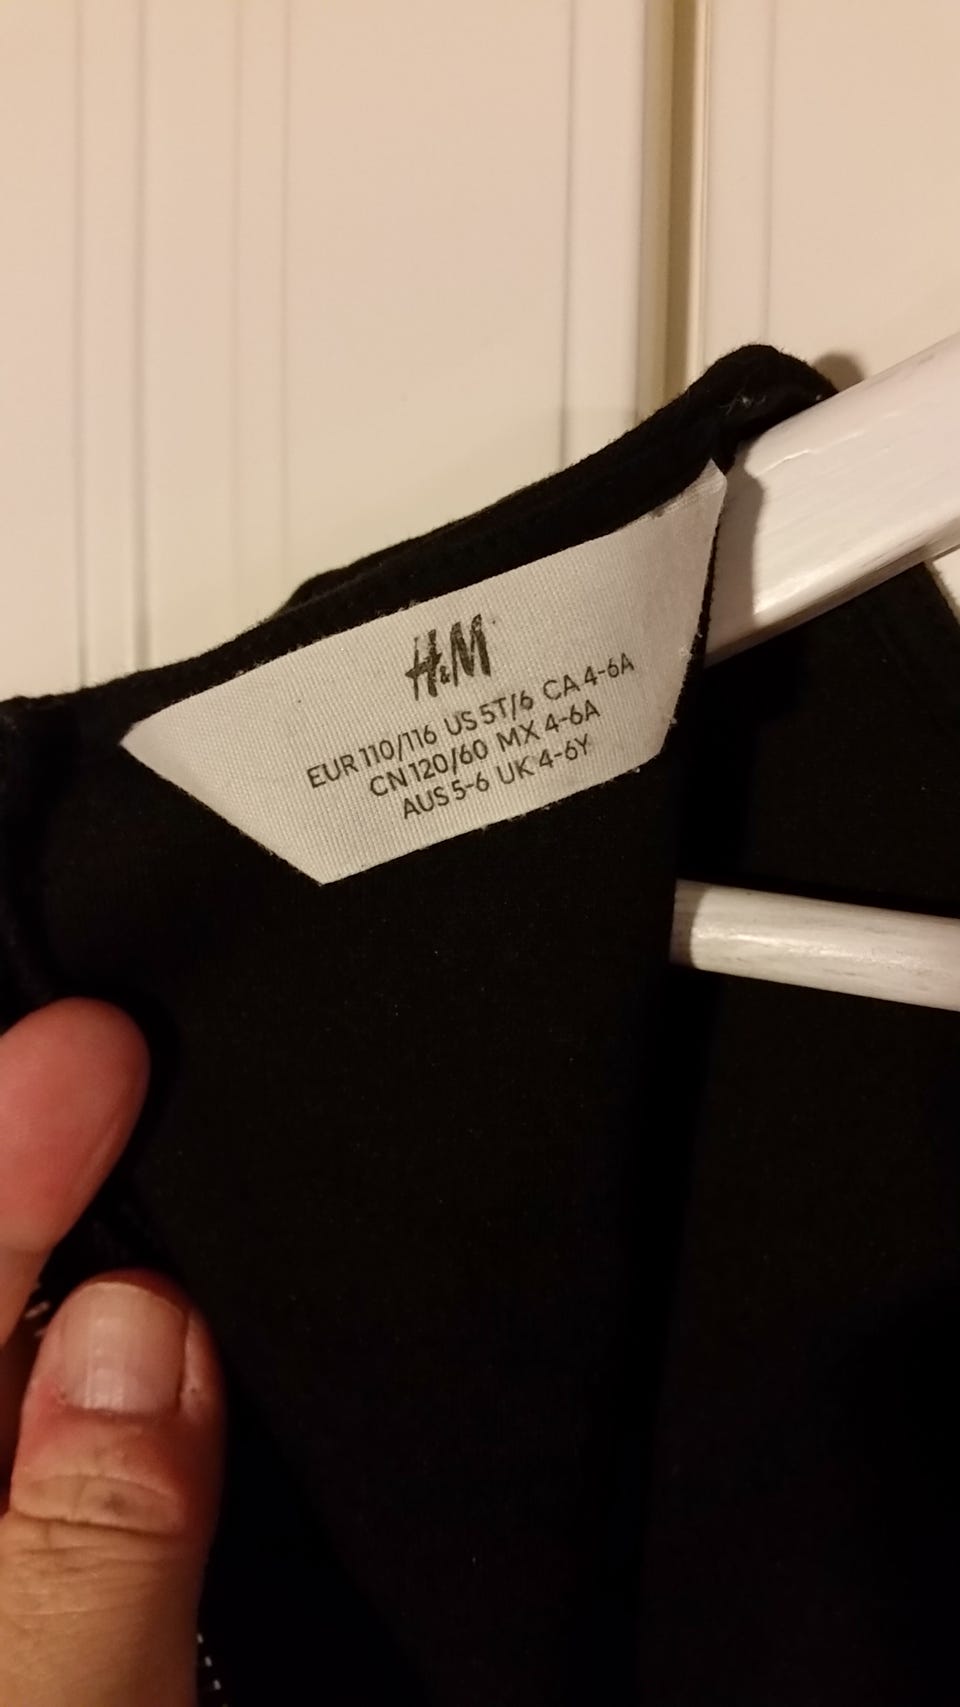 H&M
EUR 110/116 US 5T/6 CA 4-6A
CN 120/60 MX 4-6A
AUS 5-6 UK 4-6Y